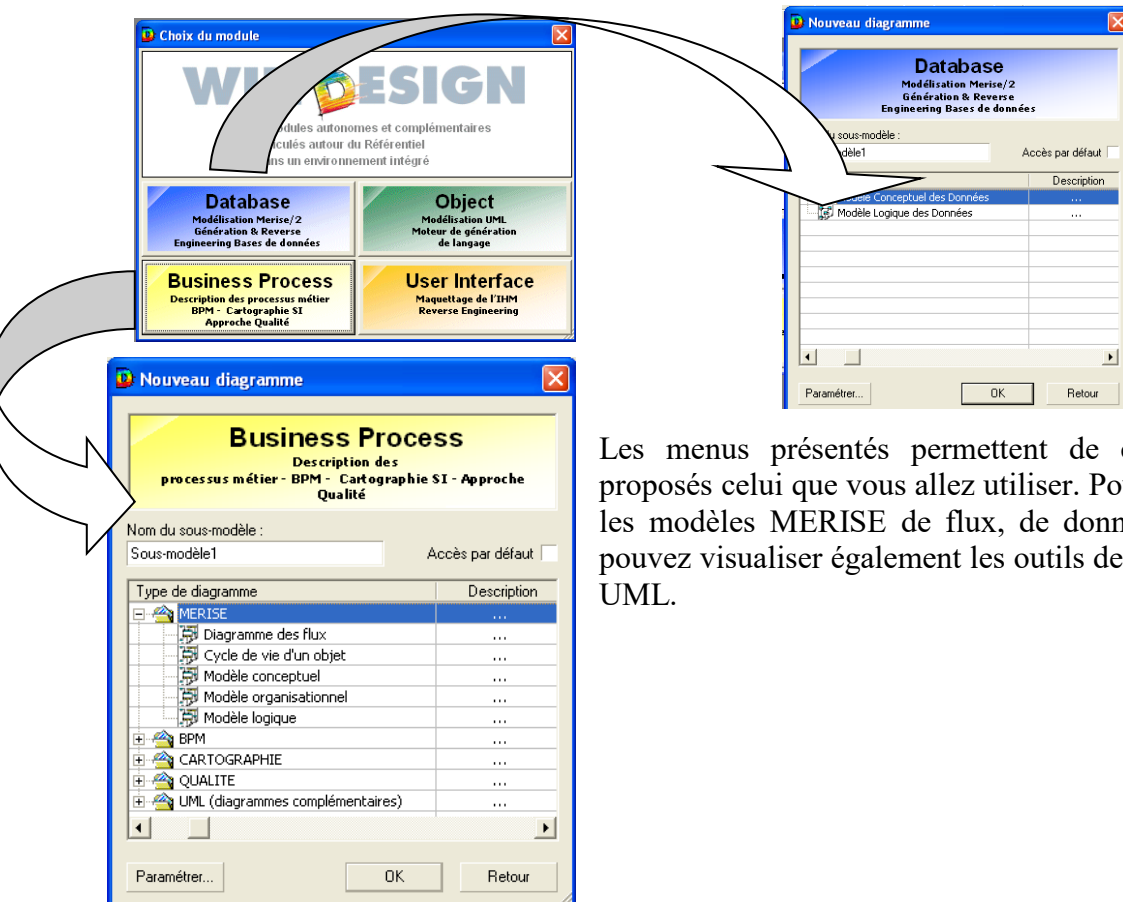 Choix du module
WIN DESIGN
modules autonomes et complémentaires
articulés autour du Référentiel
dans un environnement intégré
Database
Modélisation Merise/2
Génération & Reverse
Engineering Bases de données
Object
Modélisation UML
Moteur de génération
de langage
Business Process
Description des processus métier
BPM - Cartographie SI
Approche Qualité
User Interface
Maquettage de l'IHM
Reverse Engineering
Nouveau diagramme
Database
Modélisation Merise/2
Génération & Reverse
Engineering Bases de données
sous-modèle :
Accès par défaut
Description
Modèle Conceptuel des Données ...
Modèle Logique des Données ...
Paramétrer... OK Retour
Nouveau diagramme
Business Process
Description des
processus métier - BPM - Cartographie SI - Approche
Qualité
Nom du sous-modèle :
Sous-modèle1 Accès par défaut
Type de diagramme Description
MERISE ...
Diagramme des flux ...
Cycle de vie d'un objet ...
Modèle conceptuel ...
Modèle organisationnel ...
Modèle logique ...
BPM ...
CARTOGRAPHIE ...
QUALITE ...
UML (diagrammes complémentaires) ...
Paramétrer... OK Retour
Les menus présentés permettent de
proposés celui que vous allez utiliser.
les modèles MERISE de flux, de
pouvez visualiser également les outils de
UML.